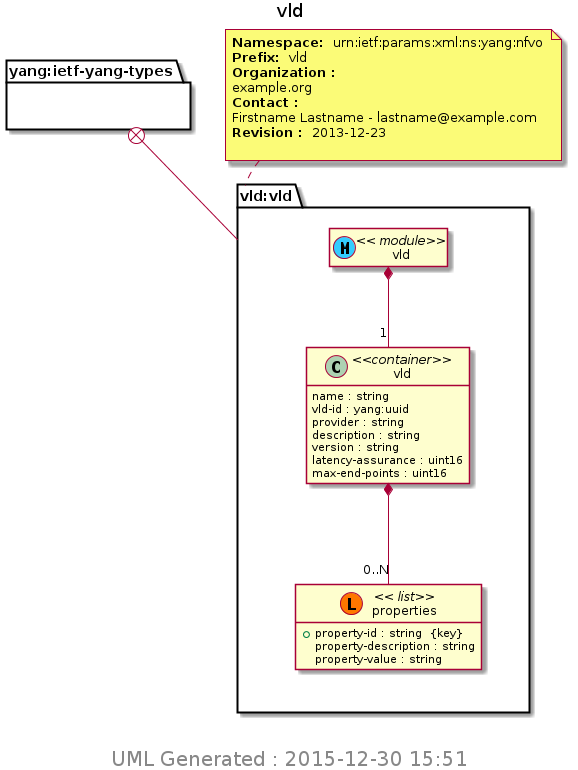 vld
Namespace: urn:ietf:params:xml:ns:yang:nfvo
Prefix: vld
Organization :
example.org
Contact :
Firstname Lastname - lastname@example.com
Revision : 2013-12-23
yang:ietf-yang-types
vld:vld
M << module>>
vld
1
C <<container>>
vld
name : string
vld-id : yang:uuid
provider : string
description : string
version : string
latency-assurance : uint16
max-end-points : uint16
0..N
L << list>>
properties
property-id : string {key}
property-description : string
property-value : string
UML Generated : 2015-12-30 15:51